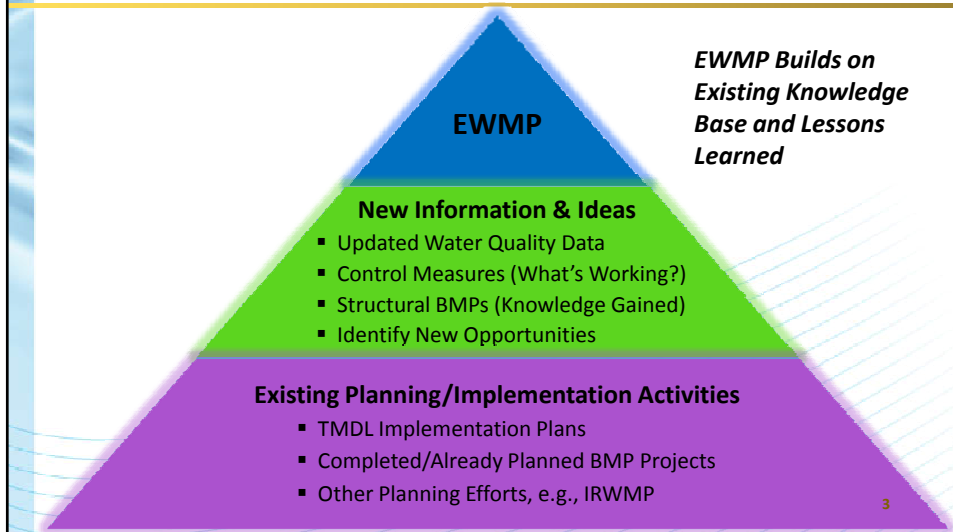 EWMP Builds on
Existing Knowledge
Base and Lessons
Learned
EWMP
New Information & Ideas
▪ Updated Water Quality Data
▪ Control Measures (What's Working?)
▪ Structural BMPs (Knowledge Gained)
▪ Identify New Opportunities
Existing Planning/Implementation Activities
▪ TMDL Implementation Plans
▪ Completed/Already Planned BMP Projects
▪ Other Planning Efforts, e.g., IRWMP
3